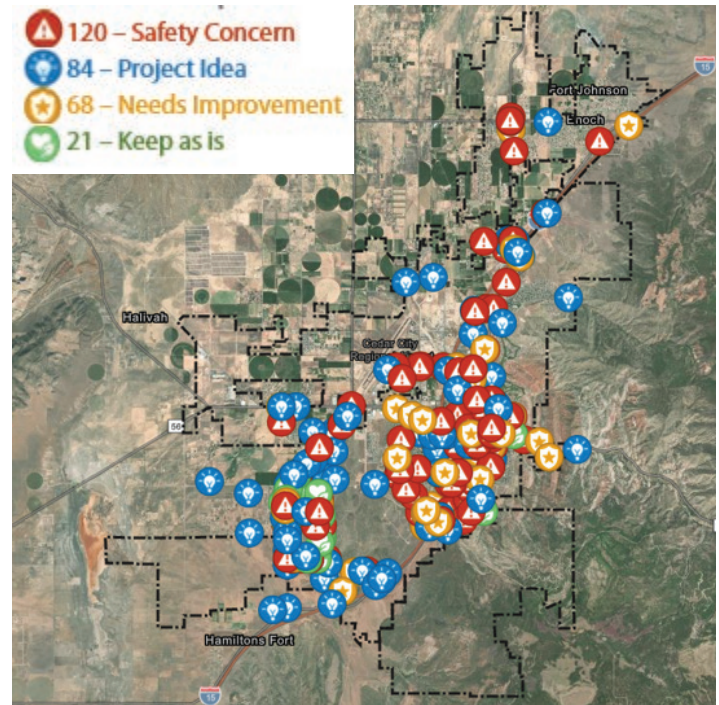 120 – Safety Concern
84 – Project Idea
68 – Needs Improvement
21 – Keep as is
Fort Johnson
15
Enoch
Halivah
Cedar City
56
Hamiltons Fort
15